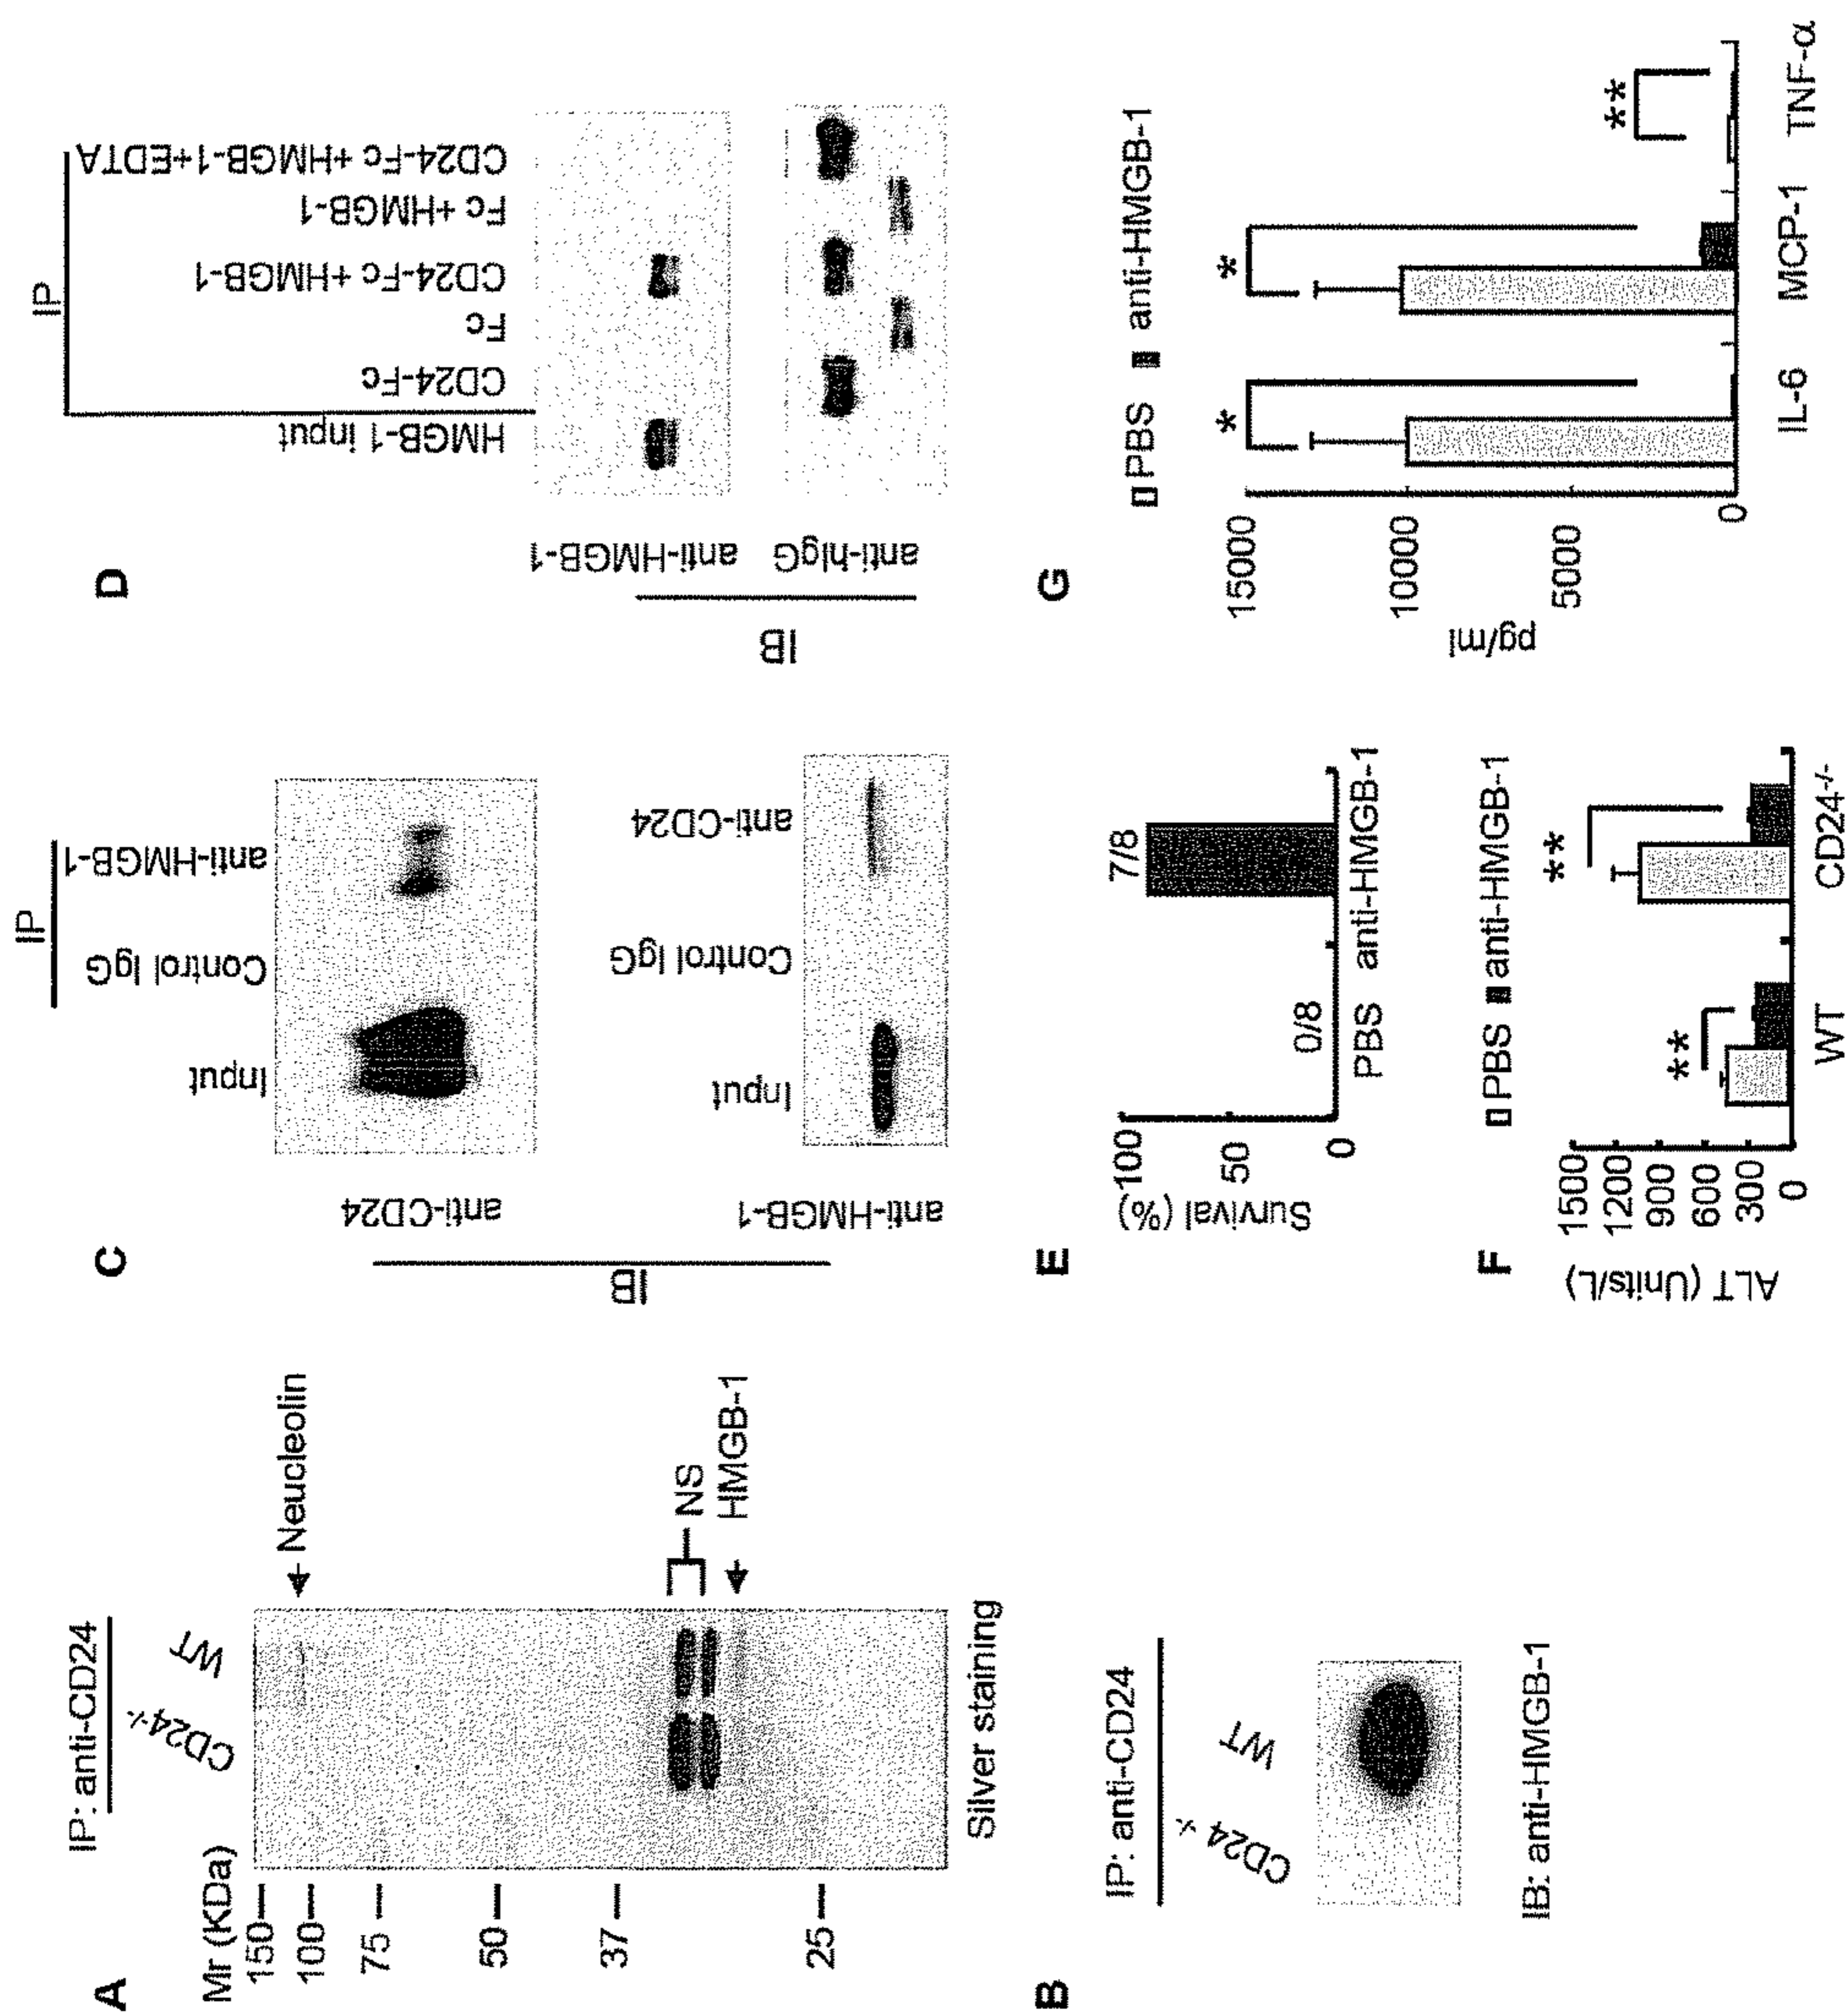 A
IP: anti-CD24
CD24-/-
WT
Mr (KDa)
150
100
75
50
37
25
Neucleolin
NS
HMGB-1
Silver staining
B
IP: anti-CD24
CD24 -/-
WT
IB: anti-HMGB-1
C
IP
Input
Control IgG
anti-HMGB-1
anti-CD24
Input
Control IgG
anti-CD24
anti-HMGB-1
IB
D
IP
HMGB-1 input
CD24-Fc
Fc
CD24-Fc +HMGB-1
Fc +HMGB-1
CD24-Fc +HMGB-1+EDTA
anti-HMGB-1
anti-hIgG
IB
E
Survival (%)
100
50
0
0/8
7/8
PBS
anti-HMGB-1
F
PBS
anti-HMGB-1
ALT (Units/L)
1500
1200
900
600
300
0
**
**
WT
CD24-/-
G
PBS
anti-HMGB-1
pg/ml
15000
10000
5000
0
*
*
**
IL-6
MCP-1
TNF-α